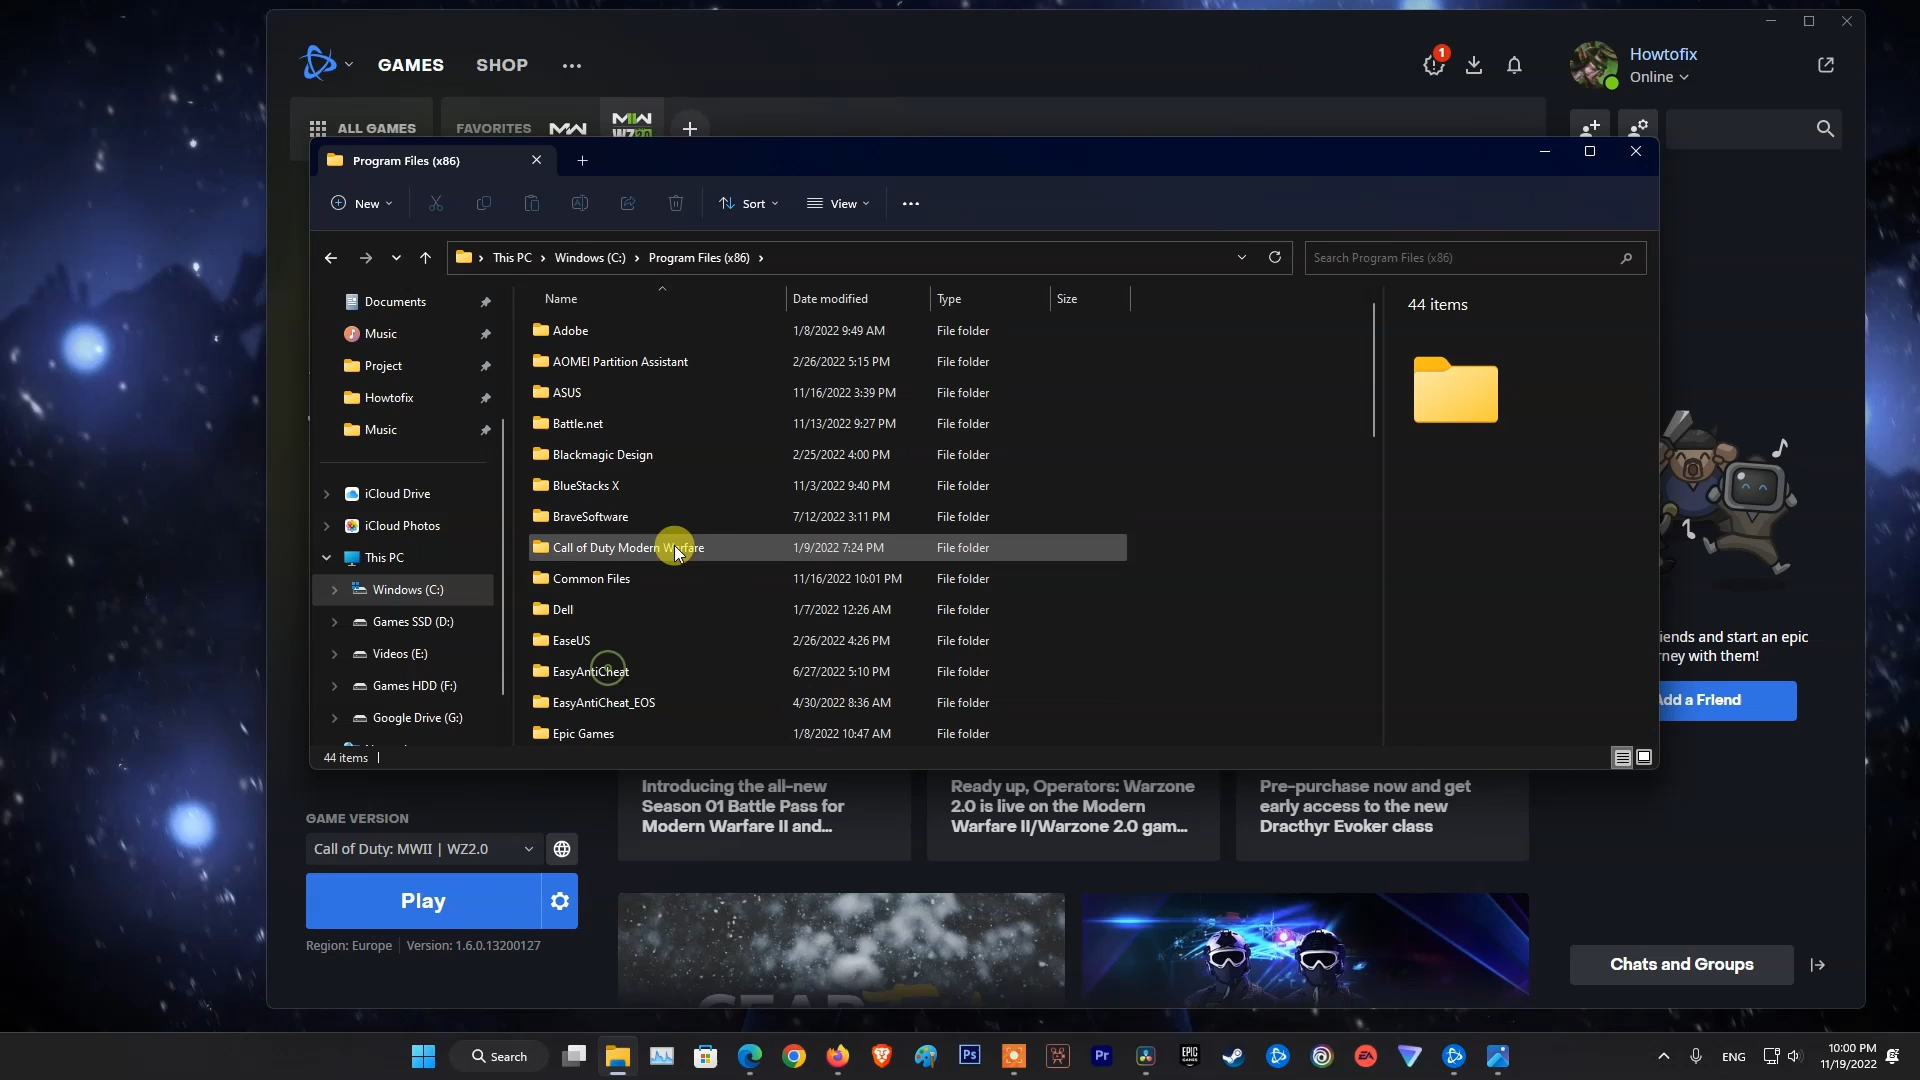 GAMES SHOP
1
Howtofix
Online
ALL GAMES FAVORITES MW MW WZ2.0
Program Files (x86)
New Sort View
This PC Windows (C:) Program Files (x86) Search Program Files (x86)
Documents
Music
Project
Howtofix
Music
iCloud Drive
iCloud Photos
This PC
Windows (C:)
Games SSD (D:)
Videos (E:)
Games HDD (F:)
Google Drive (G:)
Name Date modified Type Size
Adobe 1/8/2022 9:49 AM File folder
AOMEI Partition Assistant 2/26/2022 5:15 PM File folder
ASUS 11/16/2022 3:39 PM File folder
Battle.net 11/13/2022 9:27 PM File folder
Blackmagic Design 2/25/2022 4:00 PM File folder
BlueStacks X 11/3/2022 9:40 PM File folder
BraveSoftware 7/12/2022 3:11 PM File folder
Call of Duty Modern Warfare 1/9/2022 7:24 PM File folder
Common Files 11/16/2022 10:01 PM File folder
Dell 1/7/2022 12:26 AM File folder
EaseUS 2/26/2022 4:26 PM File folder
EasyAntiCheat 6/27/2022 5:10 PM File folder
EasyAntiCheat_EOS 4/30/2022 8:36 AM File folder
Epic Games 1/8/2022 10:47 AM File folder
44 items
44 items
iends and start an epic
ney with them!
Add a Friend
Introducing the all-new
Season 01 Battle Pass for
Modern Warfare II and...
Ready up, Operators: Warzone
2.0 is live on the Modern
Warfare II/Warzone 2.0 gam...
Pre-purchase now and get
early access to the new
Dracthyr Evoker class
GAME VERSION
Call of Duty: MWII | WZ2.0
Play
Region: Europe Version: 1.6.0.13200127
Chats and Groups
Search
Ps
Pr
EPIC GAMES
EA
ENG
10:00 PM
11/19/2022